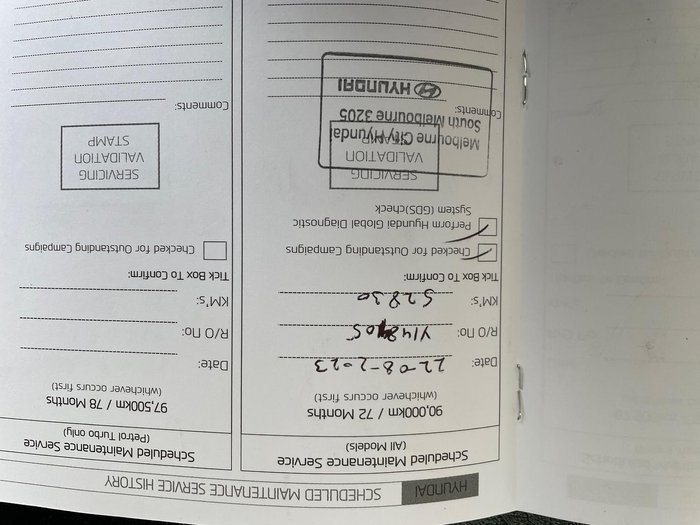 HYUNDAI SCHEDULED MAINTENANCE SERVICE HISTORY
Scheduled Maintenance Service
(All Models)
90,000km / 72 Months
(whichever occurs first)
Date: 22-08-2023
R/O No:
KM's: 52830
Tick Box To Confirm:
Checked for Outstanding Campaigns
Perform Hyundai Global Diagnostic
System (GDS)check
SERVICING
VALIDATION
STAMP
Melbourne City Hyundai
South Melbourne 3205
HYUNDAI
Comments:
Scheduled Maintenance Service
(Petrol Turbo only)
97,500km / 78 Months
(whichever occurs first)
Date:
R/O No:
KM's:
Tick Box To Confirm:
Checked for Outstanding Campaigns
SERVICING
VALIDATION
STAMP
Comments: